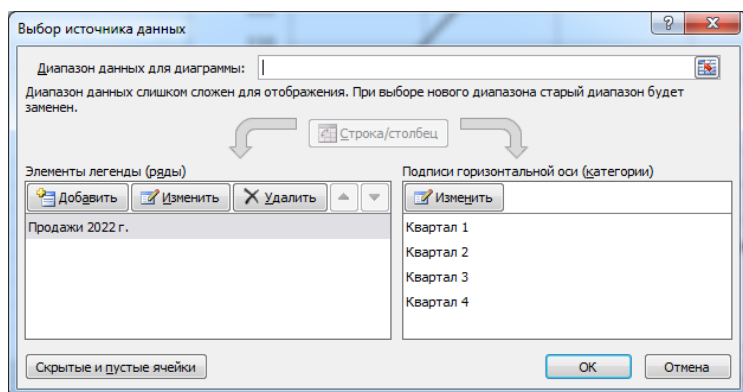 Выбор источника данных
Диапазон данных для диаграммы:
Диапазон данных слишком сложен для отображения. При выборе нового диапазона старый диапазон будет
заменен.
Строка/столбец
Элементы легенды (ряды)
Подписи горизонтальной оси (категории)
Добавить Изменить Удалить
Изменить
Продажи 2022 г.
Квартал 1
Квартал 2
Квартал 3
Квартал 4
Скрытые и пустые ячейки
ОК Отмена